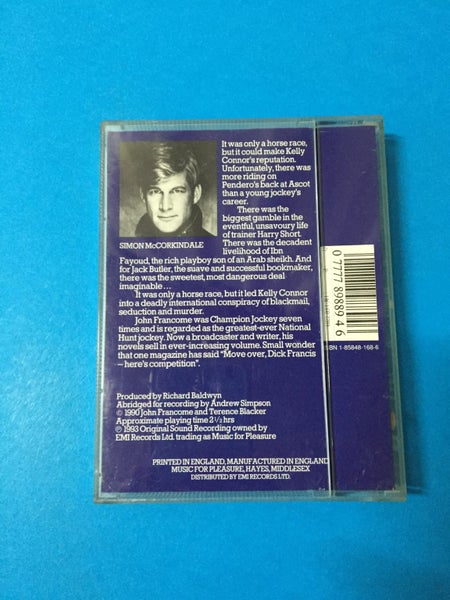 It was only a horse race,
but it could make Kelly
Connor's reputation.
Unfortunately, there was
more riding on
Pendero's back at Ascot
than a young jockey's
career.
There was the
biggest gamble in the
eventful, unsavoury life
of trainer Harry Short.
There was the decadent
livelihood of Ibn
SIMON McCORKINDALE
Fayoud, the rich playboy son of an Arab sheikh. And
for Jack Butler, the suave and successful bookmaker,
there was the sweetest, most dangerous deal
imaginable ...
It was only a horse race, but it led Kelly Connor
into a deadly international conspiracy of blackmail,
seduction and murder.
John Francome was Champion Jockey seven
times and is regarded as the greatest-ever National
Hunt jockey. Now a broadcaster and writer, his
novels sell in ever-increasing volume. Small wonder
that one magazine has said "Move over, Dick Francis
– here's competition".
Produced by Richard Baldwyn
Abridged for recording by Andrew Simpson
© 1990 John Francome and Terence Blacker
Approximate playing time 2½ hrs
℗ 1993 Original Sound Recording owned by
EMI Records Ltd. trading as Music for Pleasure
PRINTED IN ENGLAND, MANUFACTURED IN ENGLAND
MUSIC FOR PLEASURE, HAYES, MIDDLESEX
DISTRIBUTED BY EMI RECORDS LTD.
0 7777 89889 4 6
ISBN 1-85848-168-6